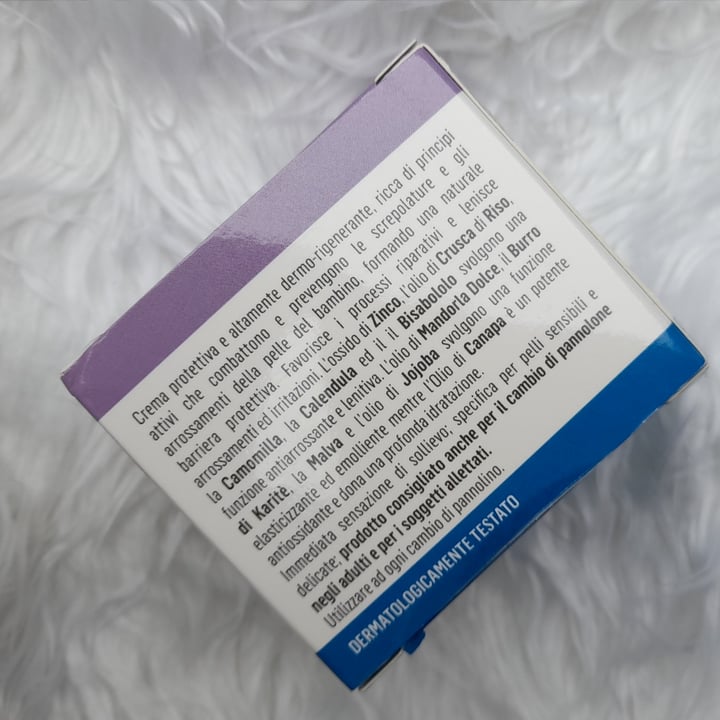 Crema protettiva e altamente dermo-rigenerante, ricca di principi
attivi che combattono e prevengono le screpolature e gli
arrossamenti della pelle del bambino, formando una naturale
barriera protettiva. Favorisce i processi riparativi e lenisce
arrossamenti ed irritazioni. L'ossido di Zinco, l'olio di Crusca di Riso,
la Camomilla, la Calendula ed il il Bisabololo svolgono una
funzione antiarrossante e lenitiva. L'olio di Mandorla Dolce, il Burro
di Karitè, la Malva e l'olio di Jojoba svolgono una funzione
elasticizzante ed emolliente mentre l'Olio di Canapa è un potente
antiossidante e dona una profonda idratazione.
Immediata sensazione di sollievo; specifica per pelli sensibili e
delicate; prodotto consigliato anche per il cambio di pannolone
negli adulti e per i soggetti allettati.
Utilizzare ad ogni cambio di pannolino.
DERMATOLOGICAMENTE TESTATO